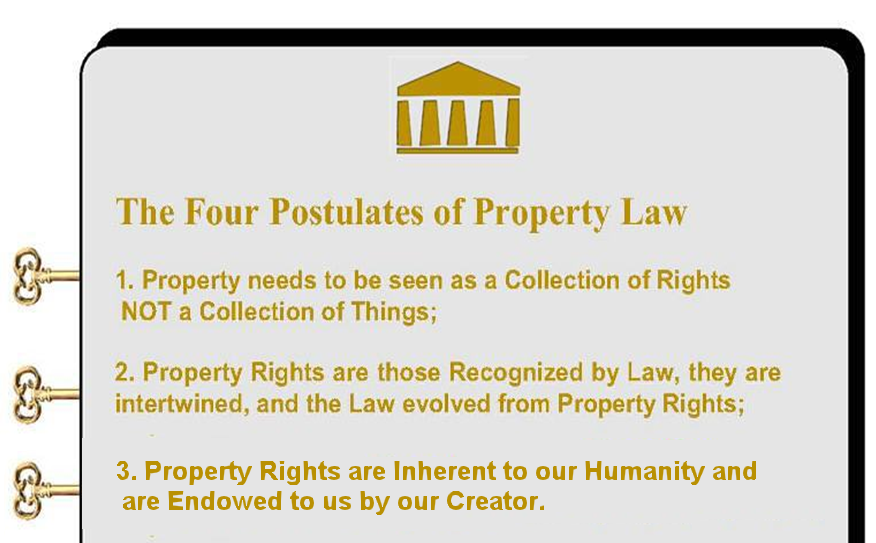 The Four Postulates of Property Law
1. Property needs to be seen as a Collection of Rights
NOT a Collection of Things;
2. Property Rights are those Recognized by Law, they are
intertwined, and the Law evolved from Property Rights;
3. Property Rights are Inherent to our Humanity and
are Endowed to us by our Creator.